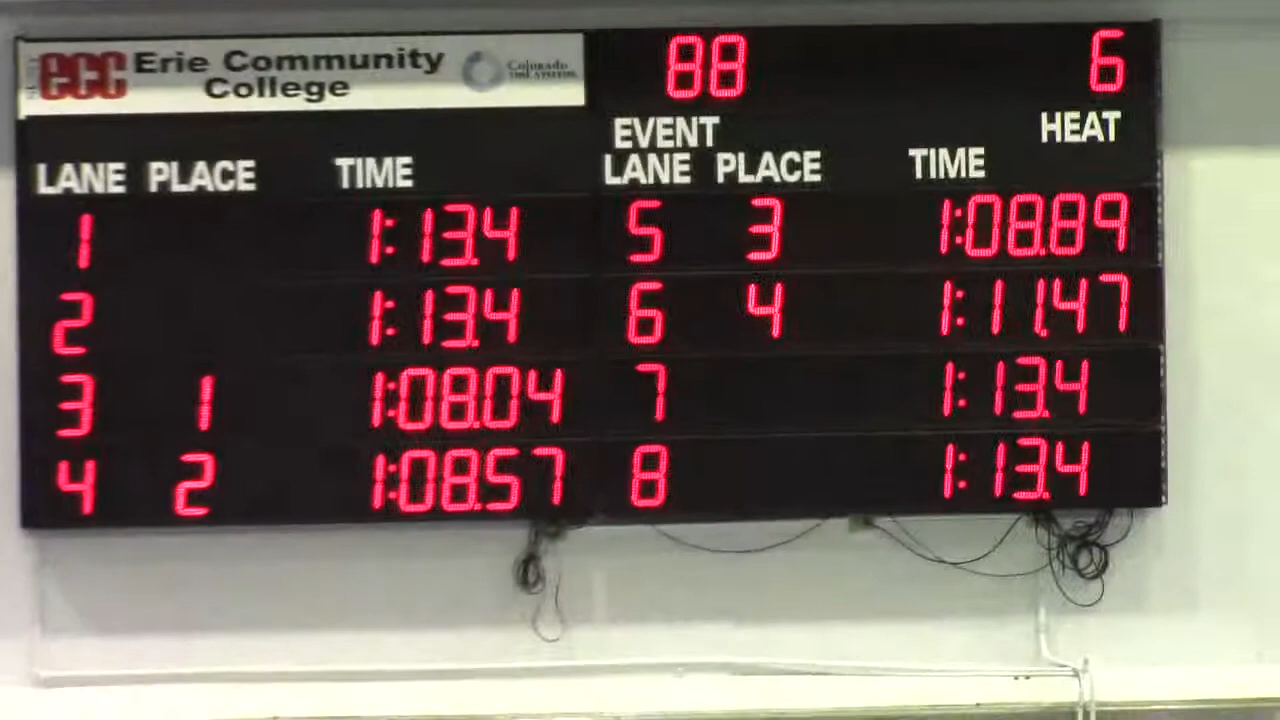 ecc Erie Community College
Colorado TIME SYSTEMS
88 6
EVENT HEAT
LANE PLACE TIME LANE PLACE TIME
1 1:13.4 5 3 1:08.89
2 1:13.4 6 4 1:11.47
3 1 1:08.04 7 1:13.4
4 2 1:08.57 8 1:13.4